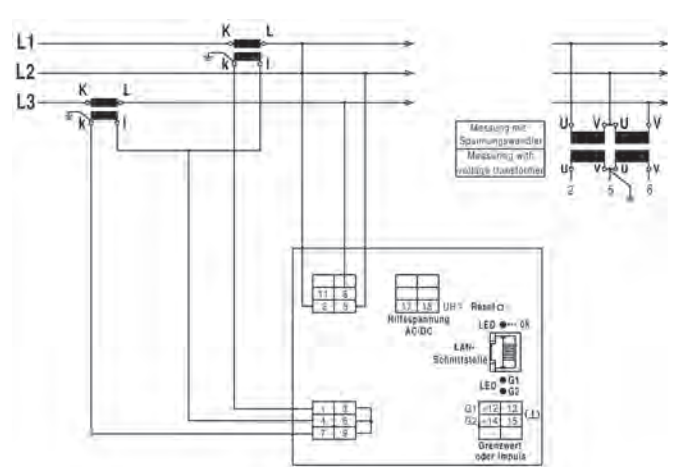 K L
L1
k l
L2
K L
L3
k l
Messung mit
Spannungswandler
Measuring with
voltage transformer
U V U V
U V U V
2 5 8
11 8
2 5
17 18 UH
Reset
Hilfsspannung
AC/DC
LED OK
LAN-
Schnittstelle
LED G1
G2
1 3
4 6
7 9
G1 +12 13
G2 +14 15
(⊥)
Grenzwert
oder Impuls